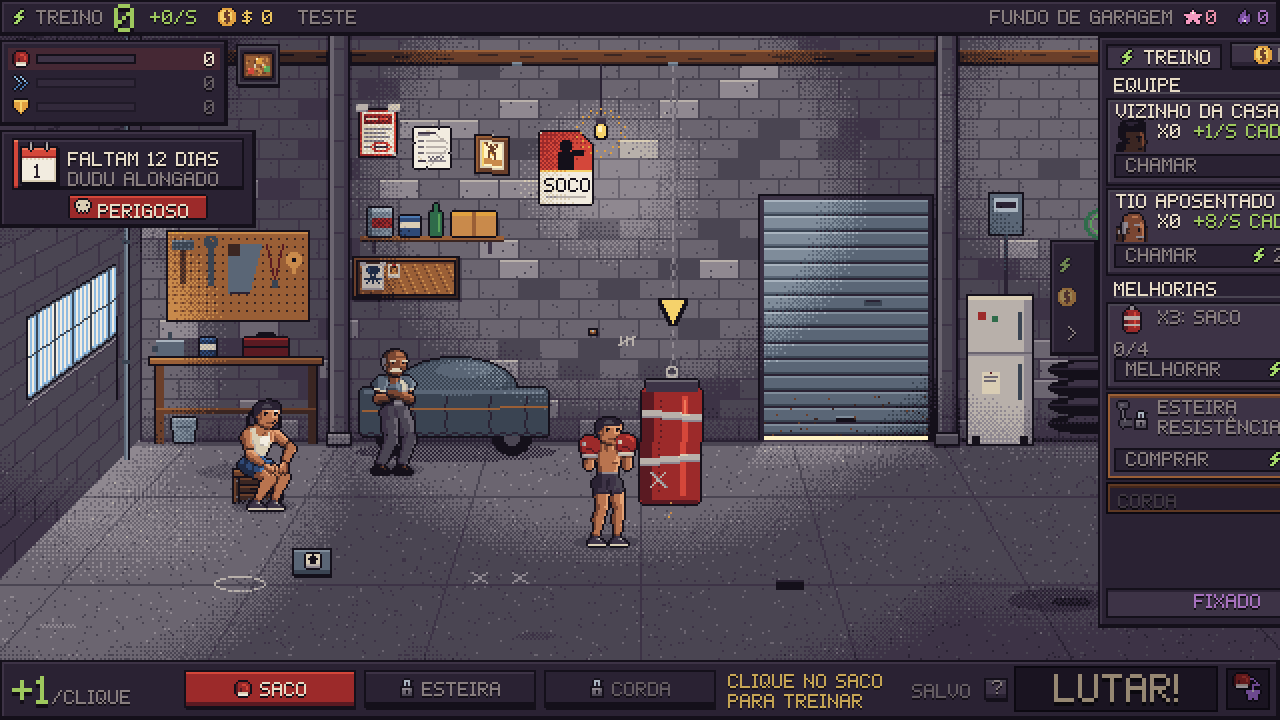 TREINO 0 +0/S $ 0 TESTE
FUNDO DE GARAGEM 0 0
0
0
0
1
FALTAM 12 DIAS
DUDU ALONGADO
PERIGOSO
SOCO
TREINO
EQUIPE
VIZINHO DA CASA
X0 +1/S CAD
CHAMAR
TIO APOSENTADO
X0 +8/S CAD
CHAMAR 2
MELHORIAS
X3: SACO
0/4
MELHORAR
ESTEIRA
RESISTÊNCIA
COMPRAR
CORDA
FIXADO
+1/CLIQUE
SACO
ESTEIRA
CORDA
CLIQUE NO SACO
PARA TREINAR
SALVO ?
LUTAR!